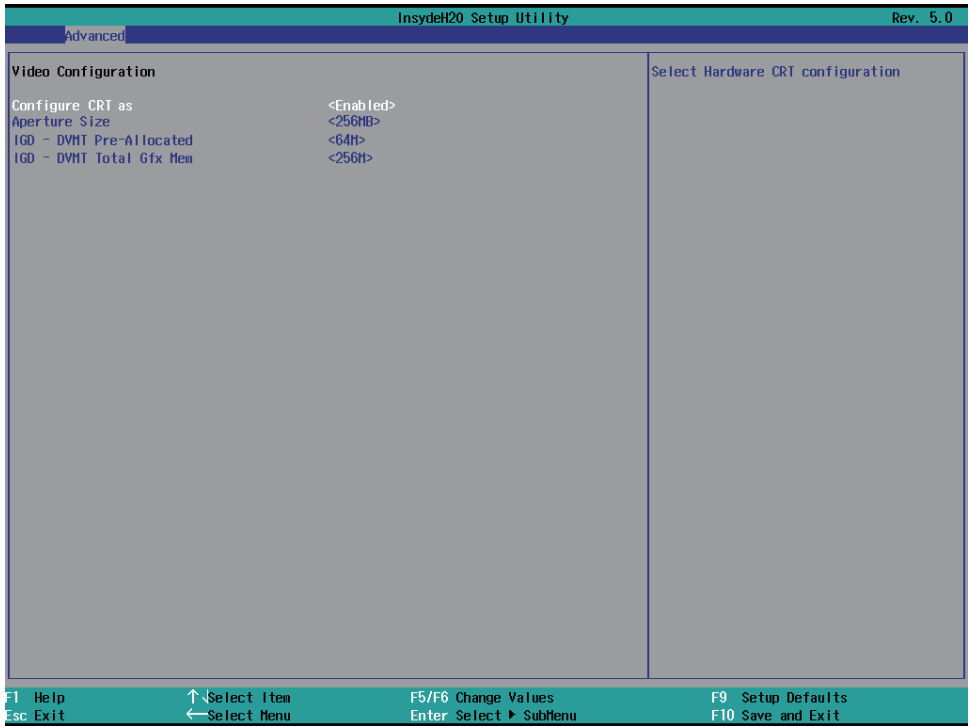 InsydeH20 Setup Utility Rev. 5.0
Advanced
Video Configuration
Select Hardware CRT configuration
Configure CRT as <Enabled>
Aperture Size <256MB>
IGD - DVMT Pre-Allocated <64M>
IGD - DVMT Total Gfx Mem <256M>
F1 Help ↑↓Select Item F5/F6 Change Values F9 Setup Defaults
Esc Exit ←→Select Menu Enter Select ► SubMenu F10 Save and Exit